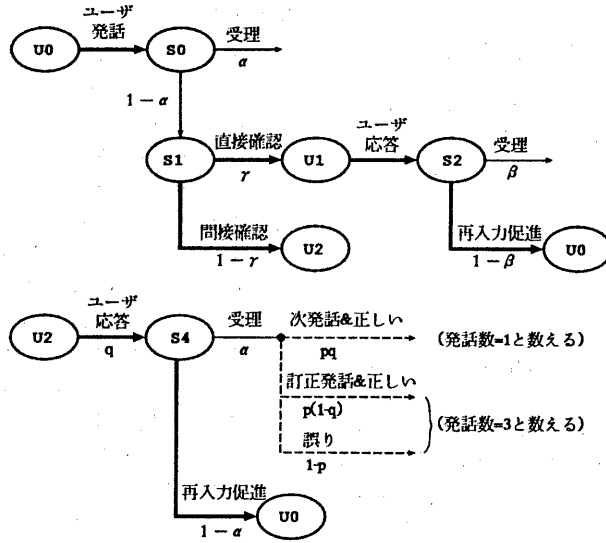 ユーザ
発話
受理
U0
S0
α
1-α
直接確認
ユーザ
応答
受理
S1
γ
U1
S2
β
間接確認
1-γ
U2
再入力促進
1-β
U0
ユーザ
応答
受理
次発話&正しい
(発話数=1と数える)
U2
q
S4
α
pq
訂正発話&正しい
p(1-q)
(発話数=3と数える)
誤り
1-p
再入力促進
1-α
U0